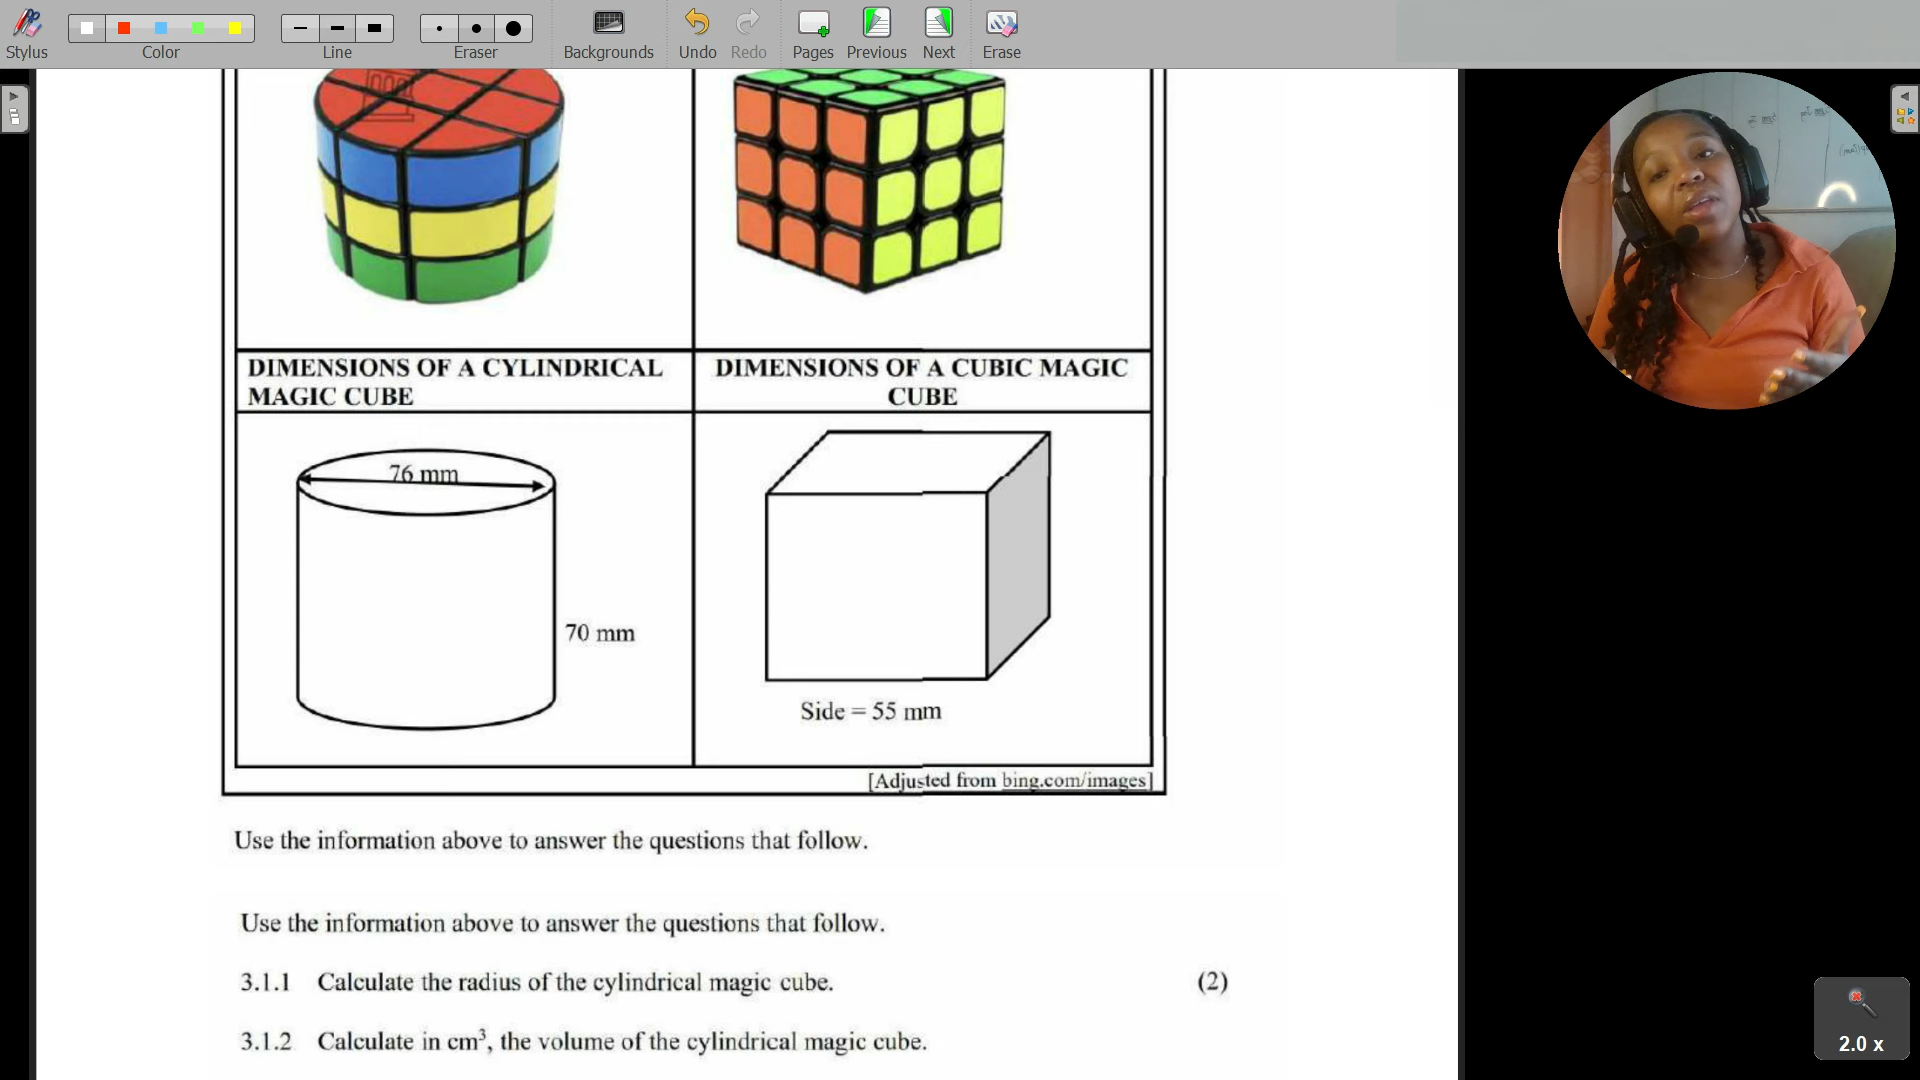 Stylus
Color
Line
Eraser
Backgrounds
Undo
Redo
Pages
Previous
Next
Erase
DIMENSIONS OF A CYLINDRICAL
MAGIC CUBE
DIMENSIONS OF A CUBIC MAGIC
CUBE
76 mm
70 mm
Side = 55 mm
[Adjusted from bing.com/images]
Use the information above to answer the questions that follow.
Use the information above to answer the questions that follow.
3.1.1 Calculate the radius of the cylindrical magic cube. (2)
3.1.2 Calculate in cm³, the volume of the cylindrical magic cube.
2.0 x